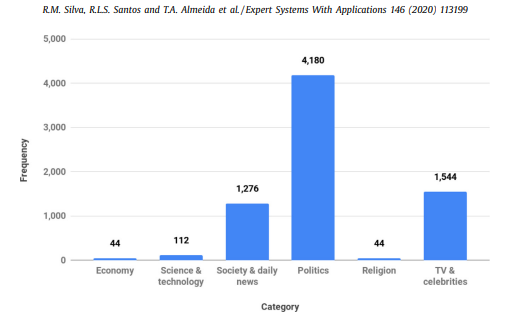 R.M. Silva, R.L.S. Santos and T.A. Almeida et al. / Expert Systems With Applications 146 (2020) 113199
5,000
4,180
4,000
3,000
2,000
1,544
1,276
1,000
112
44
44
0
Frequency
Economy
Science &
technology
Society & daily
news
Politics
Religion
TV &
celebrities
Category